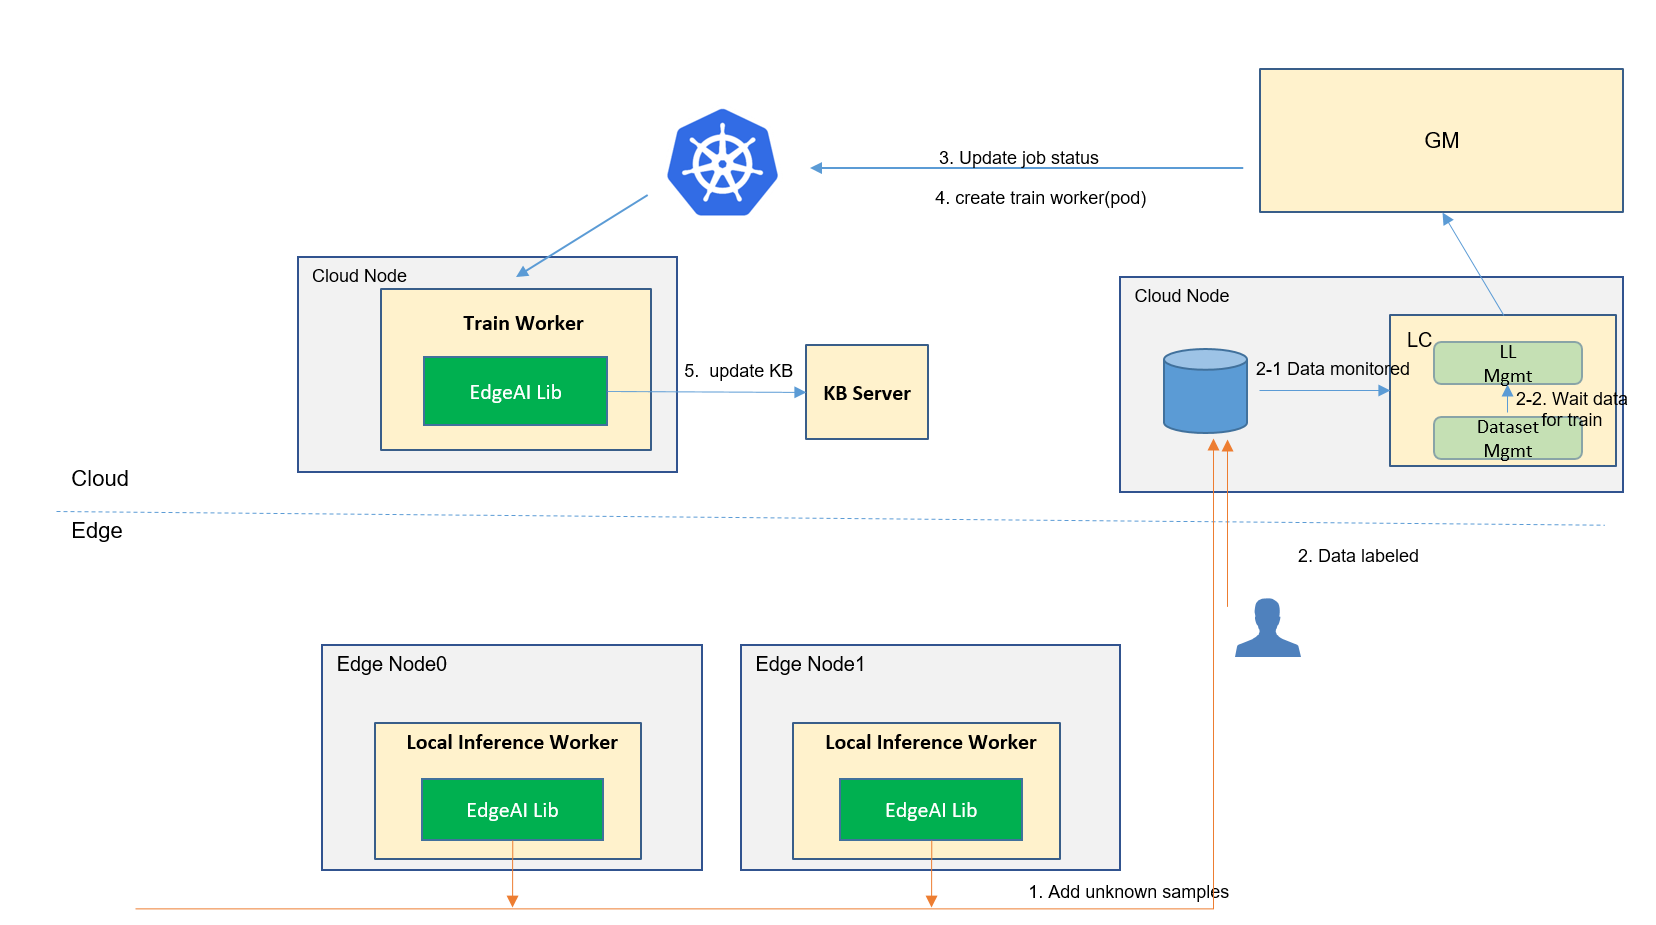 GM
3. Update job status
4. create train worker(pod)
Cloud Node
Train Worker
EdgeAI Lib
5.  update KB
KB Server
Cloud Node
LC
LL
Mgmt
2-1 Data monitored
2-2. Wait data
for train
Dataset
Mgmt
Cloud
Edge
2. Data labeled
Edge Node0
Local Inference Worker
EdgeAI Lib
Edge Node1
Local Inference Worker
EdgeAI Lib
1. Add unknown samples